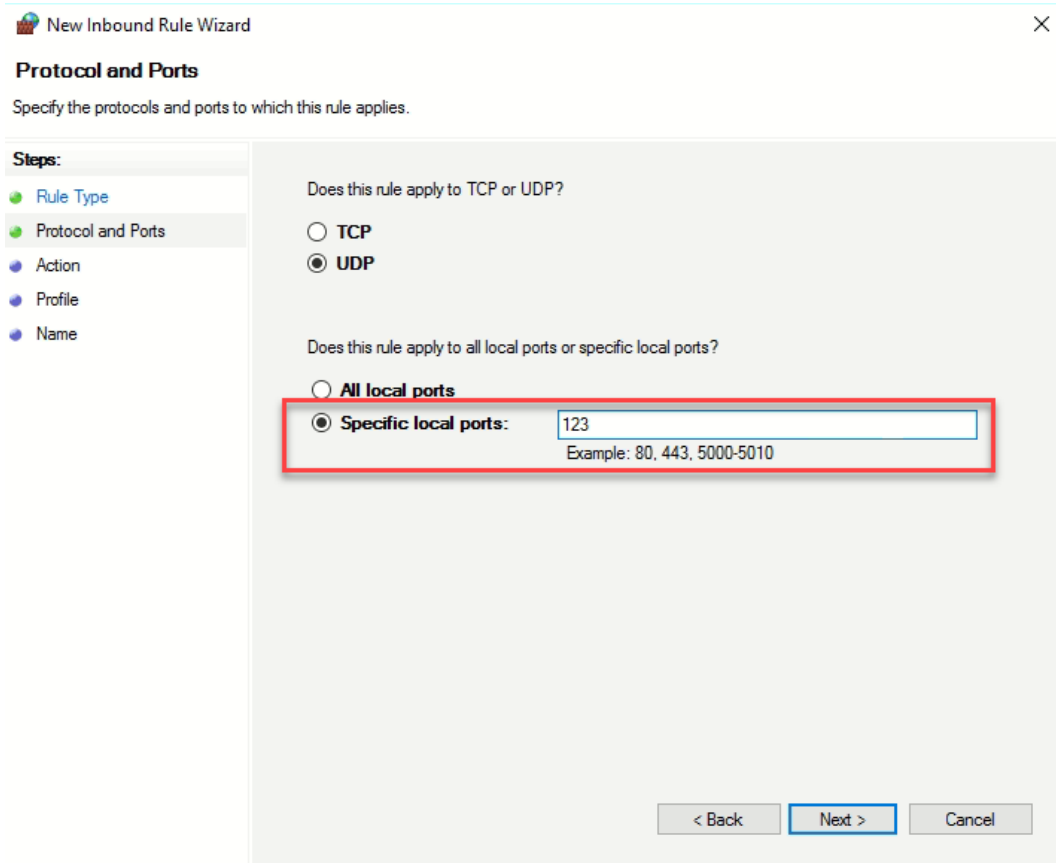 New Inbound Rule Wizard
Protocol and Ports
Specify the protocols and ports to which this rule applies.
Steps:
Rule Type
Protocol and Ports
Action
Profile
Name
Does this rule apply to TCP or UDP?
TCP
UDP
Does this rule apply to all local ports or specific local ports?
All local ports
Specific local ports: 123
Example: 80, 443, 5000-5010
< Back Next > Cancel